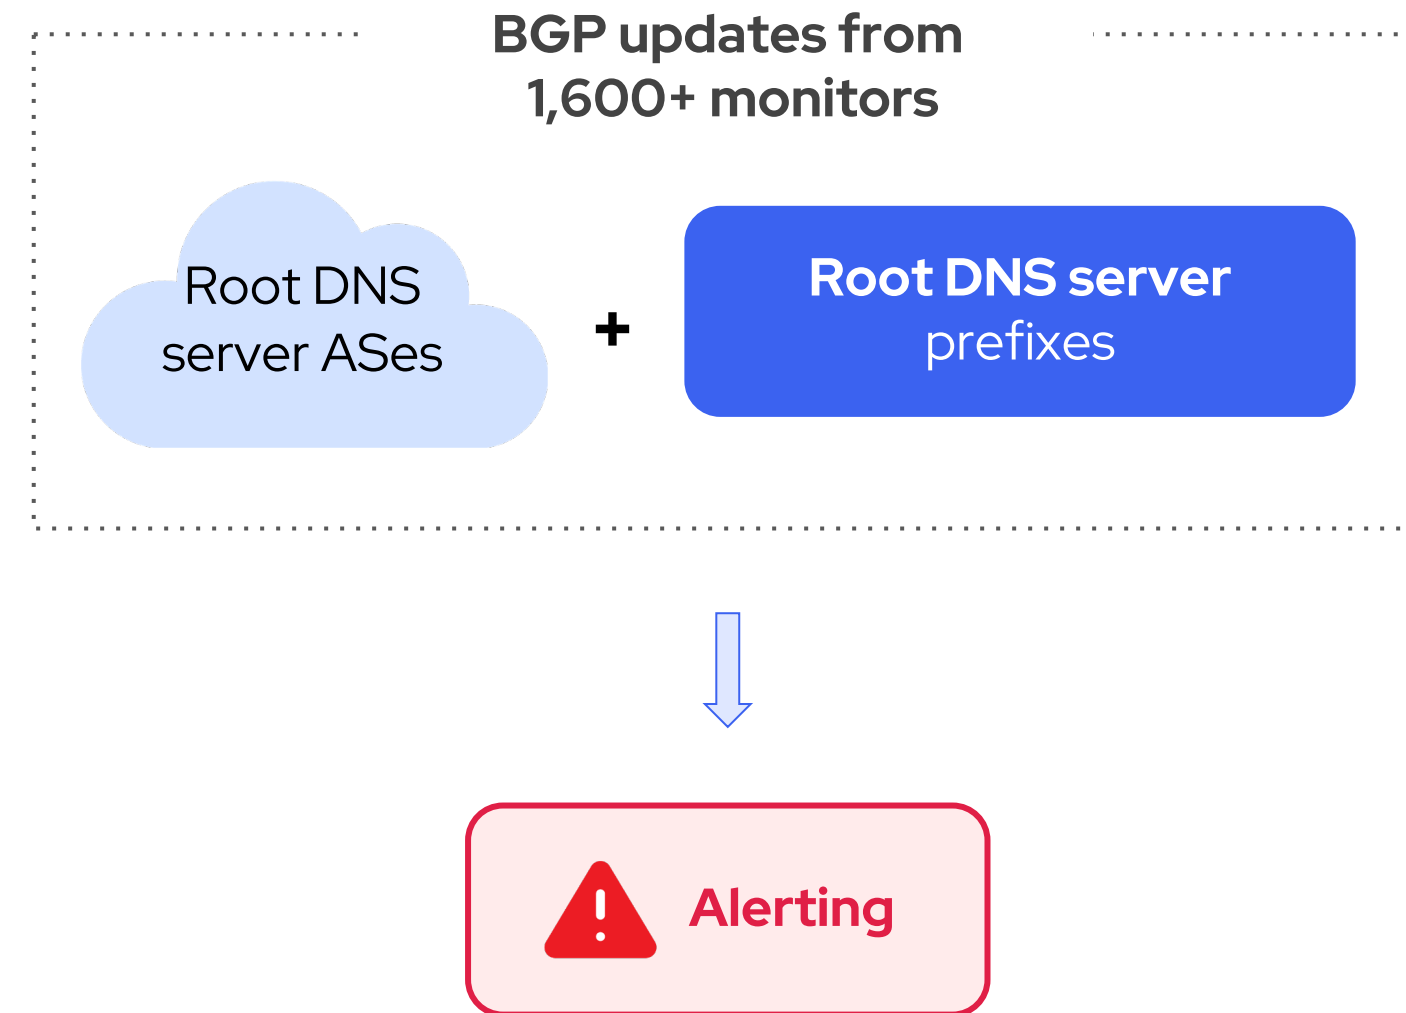 BGP updates from
1,600+ monitors
Root DNS
server ASes
+
Root DNS server
prefixes
Alerting